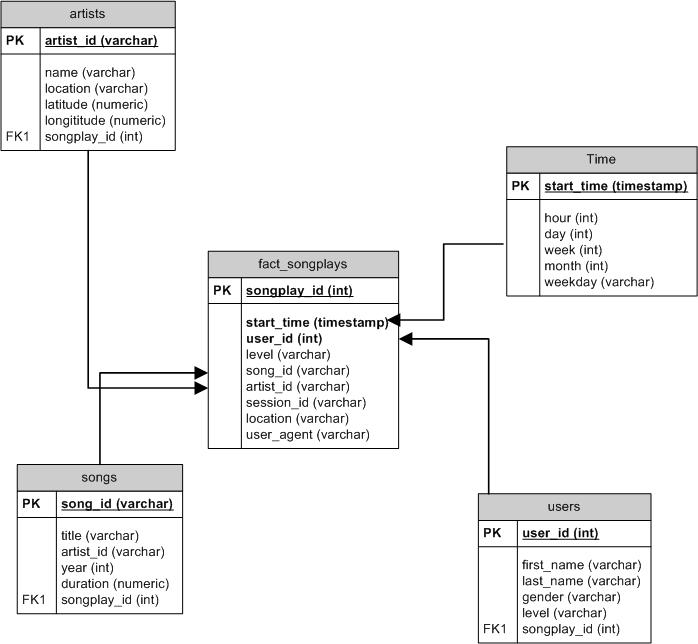 artists
PK artist_id (varchar)
name (varchar)
location (varchar)
latitude (numeric)
longititude (numeric)
FK1 songplay_id (int)
Time
PK start_time (timestamp)
hour (int)
day (int)
week (int)
month (int)
weekday (varchar)
fact_songplays
PK songplay_id (int)
start_time (timestamp)
user_id (int)
level (varchar)
song_id (varchar)
artist_id (varchar)
session_id (varchar)
location (varchar)
user_agent (varchar)
songs
PK song_id (varchar)
title (varchar)
artist_id (varchar)
year (int)
duration (numeric)
FK1 songplay_id (int)
users
PK user_id (int)
first_name (varchar)
last_name (varchar)
gender (varchar)
level (varchar)
FK1 songplay_id (int)